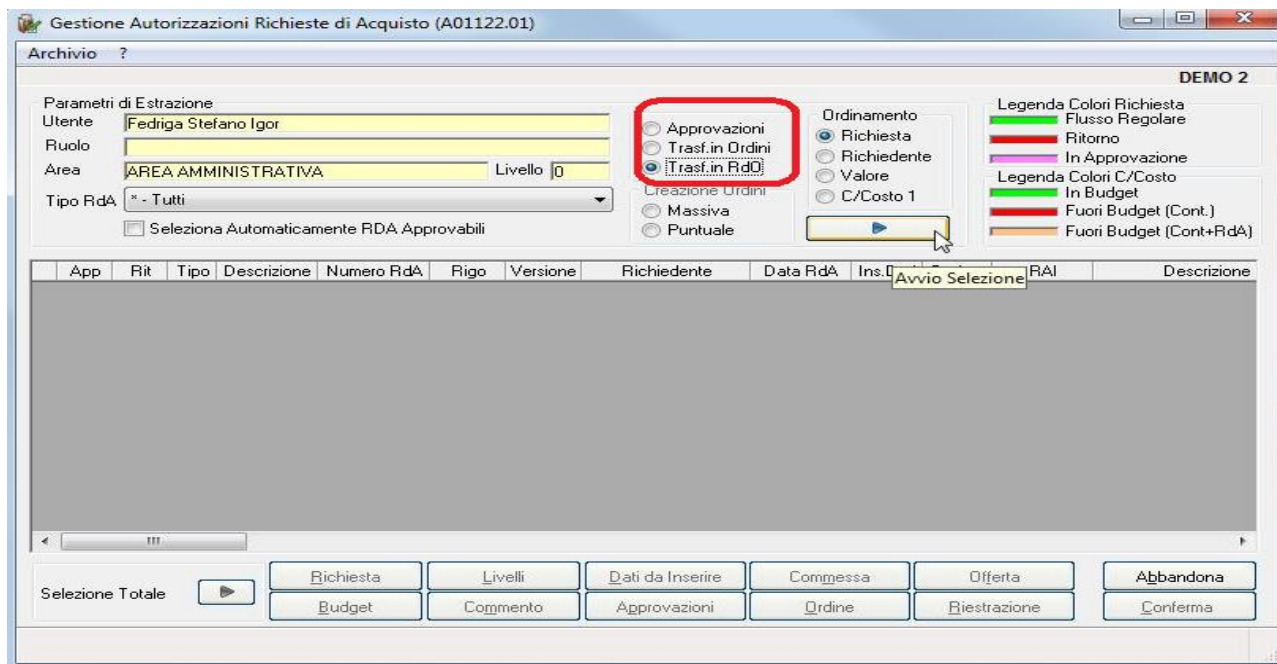 Gestione Autorizzazioni Richieste di Acquisto (A01122.01)
Archivio ?
DEMO 2
Parametri di Estrazione
Utente Fedriga Stefano Igor
Ruolo
Area AREA AMMINISTRATIVA Livello 0
Tipo RdA * - Tutti
Seleziona Automaticamente RDA Approvabili
Approvazioni
Trasf.in Ordini
Trasf.in RdO
Creazione Ordini
Massiva
Puntuale
Ordinamento
Richiesta
Richiedente
Valore
C/Costo 1
Legenda Colori Richiesta
Flusso Regolare
Ritorno
In Approvazione
Legenda Colori C/Costo
In Budget
Fuori Budget (Cont.)
Fuori Budget (Cont+RdA)
App Rit Tipo Descrizione Numero RdA Rigo Versione Richiedente Data RdA RAI Descrizione
Avvio Selezione
Selezione Totale
Richiesta Livelli Dati da Inserire Commessa Offerta Abbandona
Budget Commento Approvazioni Ordine Riestrazione Conferma